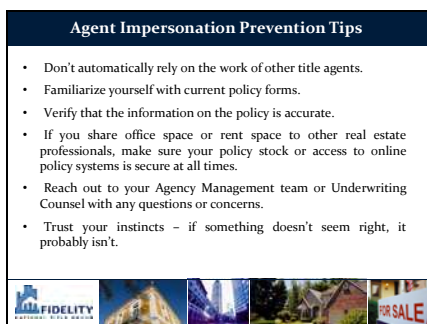 Agent Impersonation Prevention Tips
• Don't automatically rely on the work of other title agents.
• Familiarize yourself with current policy forms.
• Verify that the information on the policy is accurate.
• If you share office space or rent space to other real estate
professionals, make sure your policy stock or access to online
policy systems is secure at all times.
• Reach out to your Agency Management team or Underwriting
Counsel with any questions or concerns.
• Trust your instincts – if something doesn't seem right, it
probably isn't.
FIDELITY
NATIONAL TITLE GROUP
FOR SALE